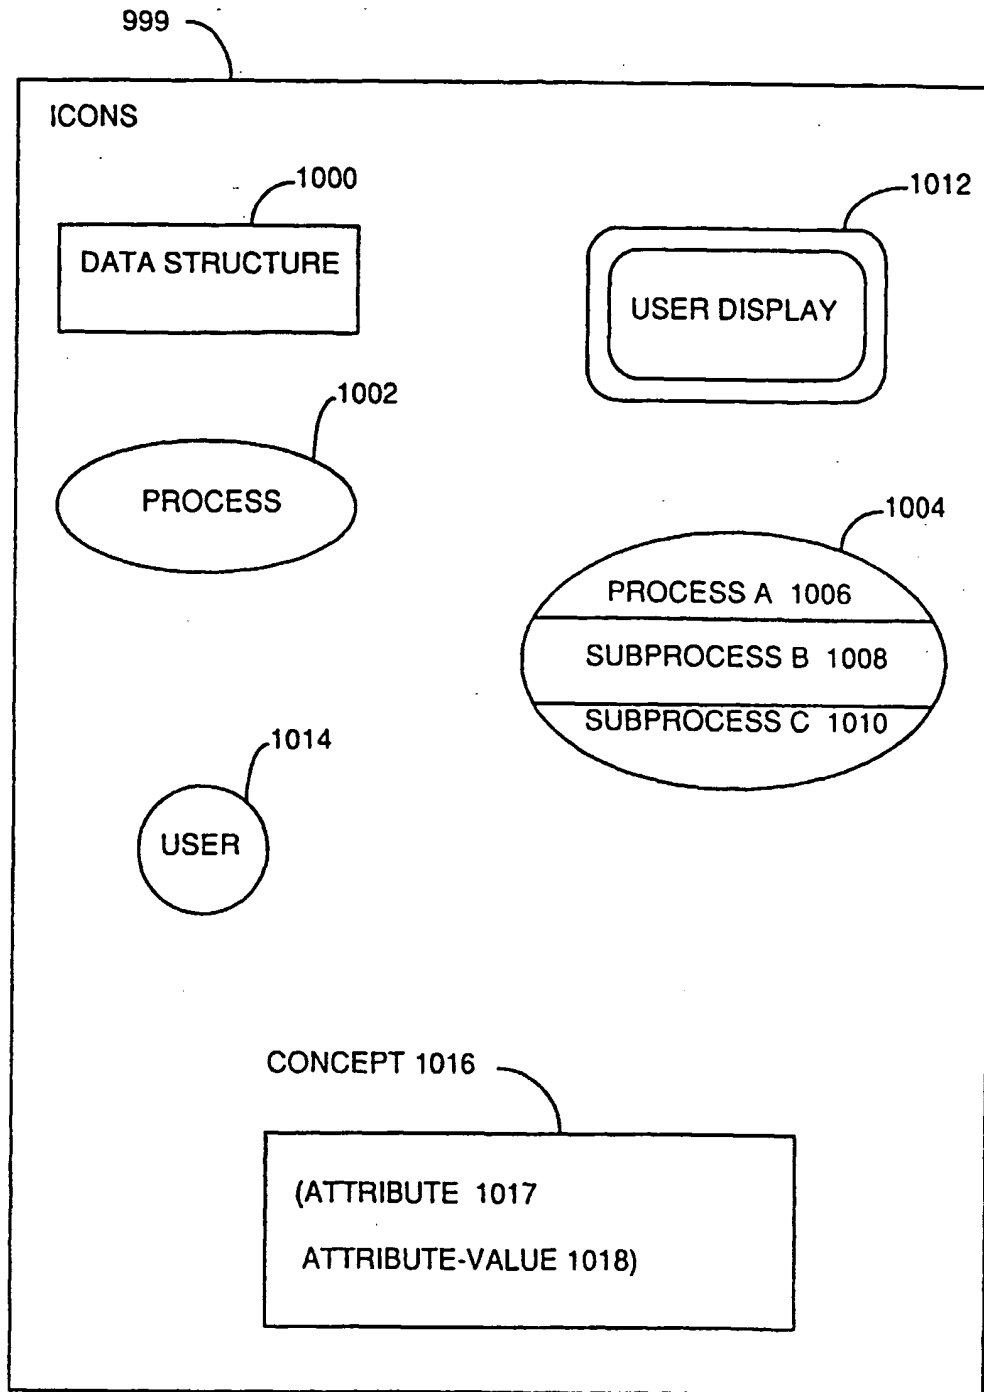 999
ICONS
1000
DATA STRUCTURE
1012
USER DISPLAY
1002
PROCESS
1004
PROCESS A 1006
SUBPROCESS B 1008
SUBPROCESS C 1010
1014
USER
CONCEPT 1016
(ATTRIBUTE 1017
ATTRIBUTE-VALUE 1018)